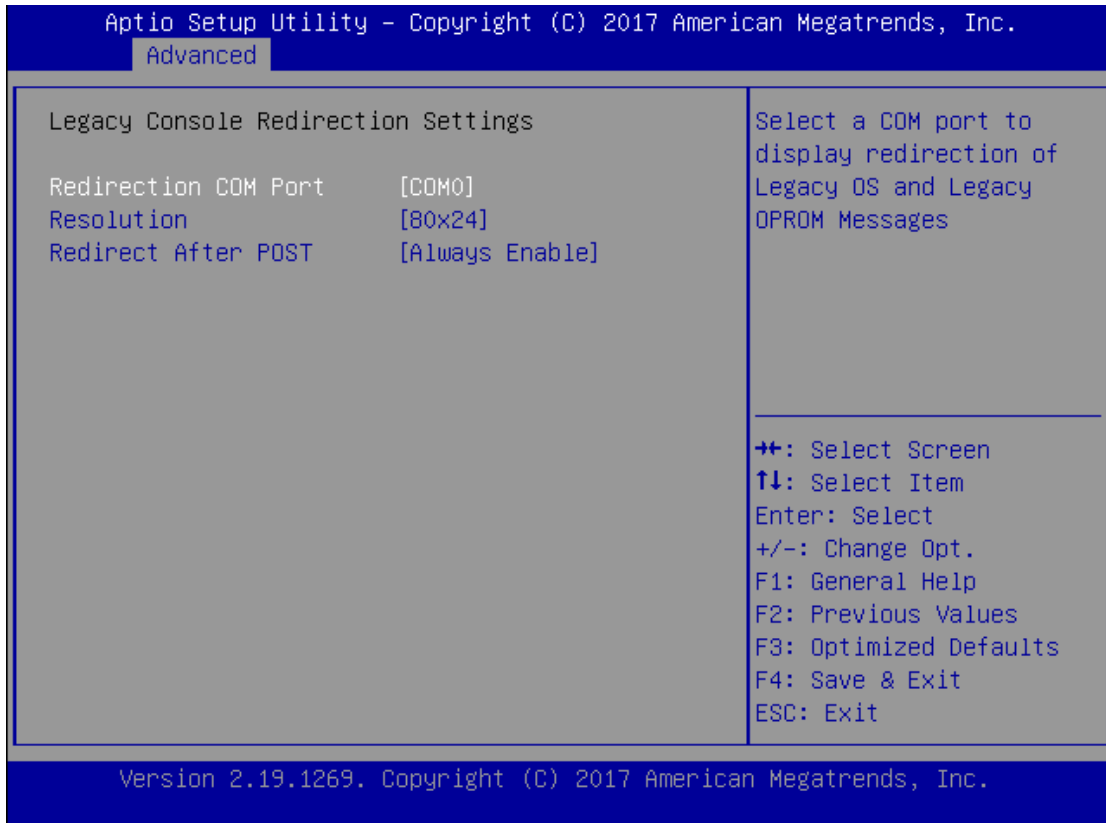 Aptio Setup Utility – Copyright (C) 2017 American Megatrends, Inc.
Advanced
Legacy Console Redirection Settings
Redirection COM Port [COM0]
Resolution [80x24]
Redirect After POST [Always Enable]
Select a COM port to
display redirection of
Legacy OS and Legacy
OPROM Messages
→←: Select Screen
↑↓: Select Item
Enter: Select
+/-: Change Opt.
F1: General Help
F2: Previous Values
F3: Optimized Defaults
F4: Save & Exit
ESC: Exit
Version 2.19.1269. Copyright (C) 2017 American Megatrends, Inc.